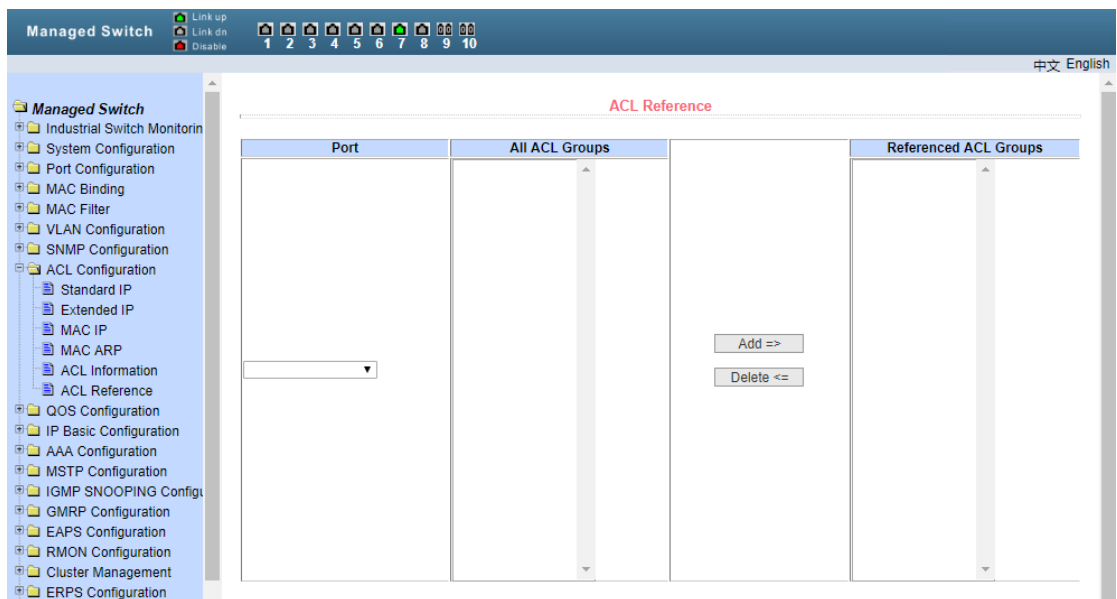 Managed Switch
Link up
Link dn
Disable
1 2 3 4 5 6 7 8 9 10
中文 English
Managed Switch
Industrial Switch Monitorin
System Configuration
Port Configuration
MAC Binding
MAC Filter
VLAN Configuration
SNMP Configuration
ACL Configuration
Standard IP
Extended IP
MAC IP
MAC ARP
ACL Information
ACL Reference
QOS Configuration
IP Basic Configuration
AAA Configuration
MSTP Configuration
IGMP SNOOPING Configu
GMRP Configuration
EAPS Configuration
RMON Configuration
Cluster Management
ERPS Configuration
ACL Reference
Port
All ACL Groups
Referenced ACL Groups
Add =>
Delete <=